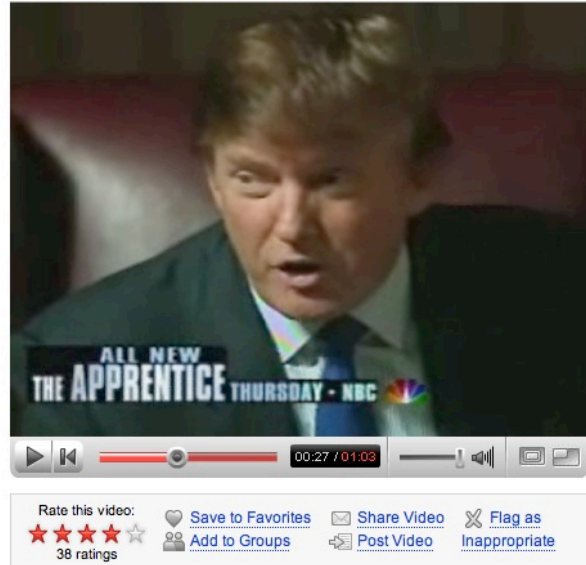 ALL NEW
THE APPRENTICE THURSDAY - NBC
00:27 / 01:03
Rate this video:
38 ratings
Save to Favorites
Add to Groups
Share Video
Post Video
Flag as
Inappropriate